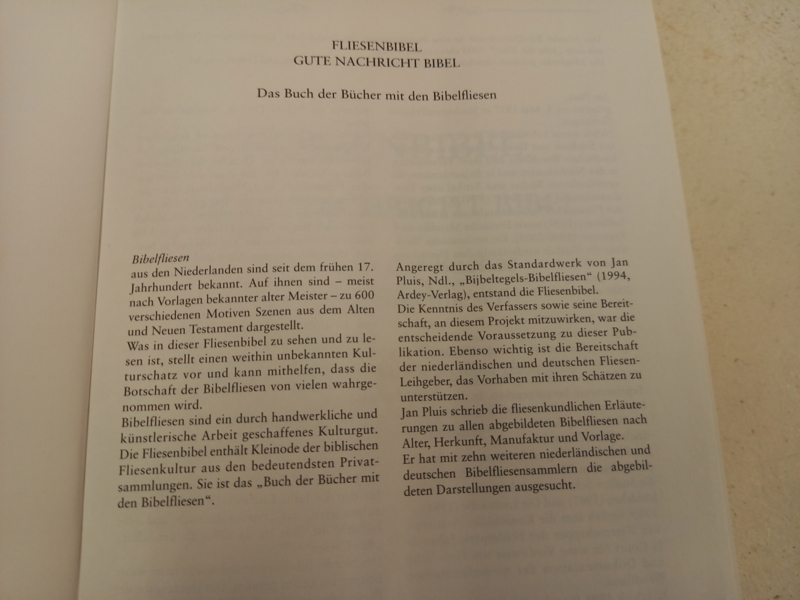 FLIESENBIBEL
GUTE NACHRICHT BIBEL
Das Buch der Bücher mit den Bibelfliesen
Bibelfliesen
aus den Niederlanden sind seit dem frühen 17.
Jahrhundert bekannt. Auf ihnen sind – meist
nach Vorlagen bekannter alter Meister – zu 600
verschiedenen Motiven Szenen aus dem Alten
und Neuen Testament dargestellt.
Was in dieser Fliesenbibel zu sehen und zu le-
sen ist, stellt einen weithin unbekannten Kul-
turschatz vor und kann mithelfen, dass die
Botschaft der Bibelfliesen von vielen wahrge-
nommen wird.
Bibelfliesen sind ein durch handwerkliche und
künstlerische Arbeit geschaffenes Kulturgut.
Die Fliesenbibel enthält Kleinode der biblischen
Fliesenkultur aus den bedeutendsten Privat-
sammlungen. Sie ist das „Buch der Bücher mit
den Bibelfliesen“.
Angeregt durch das Standardwerk von Jan
Pluis, Ndl., „Bijbeltegels-Bibelfliesen“ (1994,
Ardey-Verlag), entstand die Fliesenbibel.
Die Kenntnis des Verfassers sowie seine Bereit-
schaft, an diesem Projekt mitzuwirken, war die
entscheidende Voraussetzung zu dieser Pub-
likation. Ebenso wichtig ist die Bereitschaft
der niederländischen und deutschen Fliesen-
Leihgeber, das Vorhaben mit ihren Schätzen zu
unterstützen.
Jan Pluis schrieb die fliesenkundlichen Erläute-
rungen zu allen abgebildeten Bibelfliesen nach
Alter, Herkunft, Manufaktur und Vorlage.
Er hat mit zehn weiteren niederländischen und
deutschen Bibelfliesensammlern die abgebil-
deten Darstellungen ausgesucht.